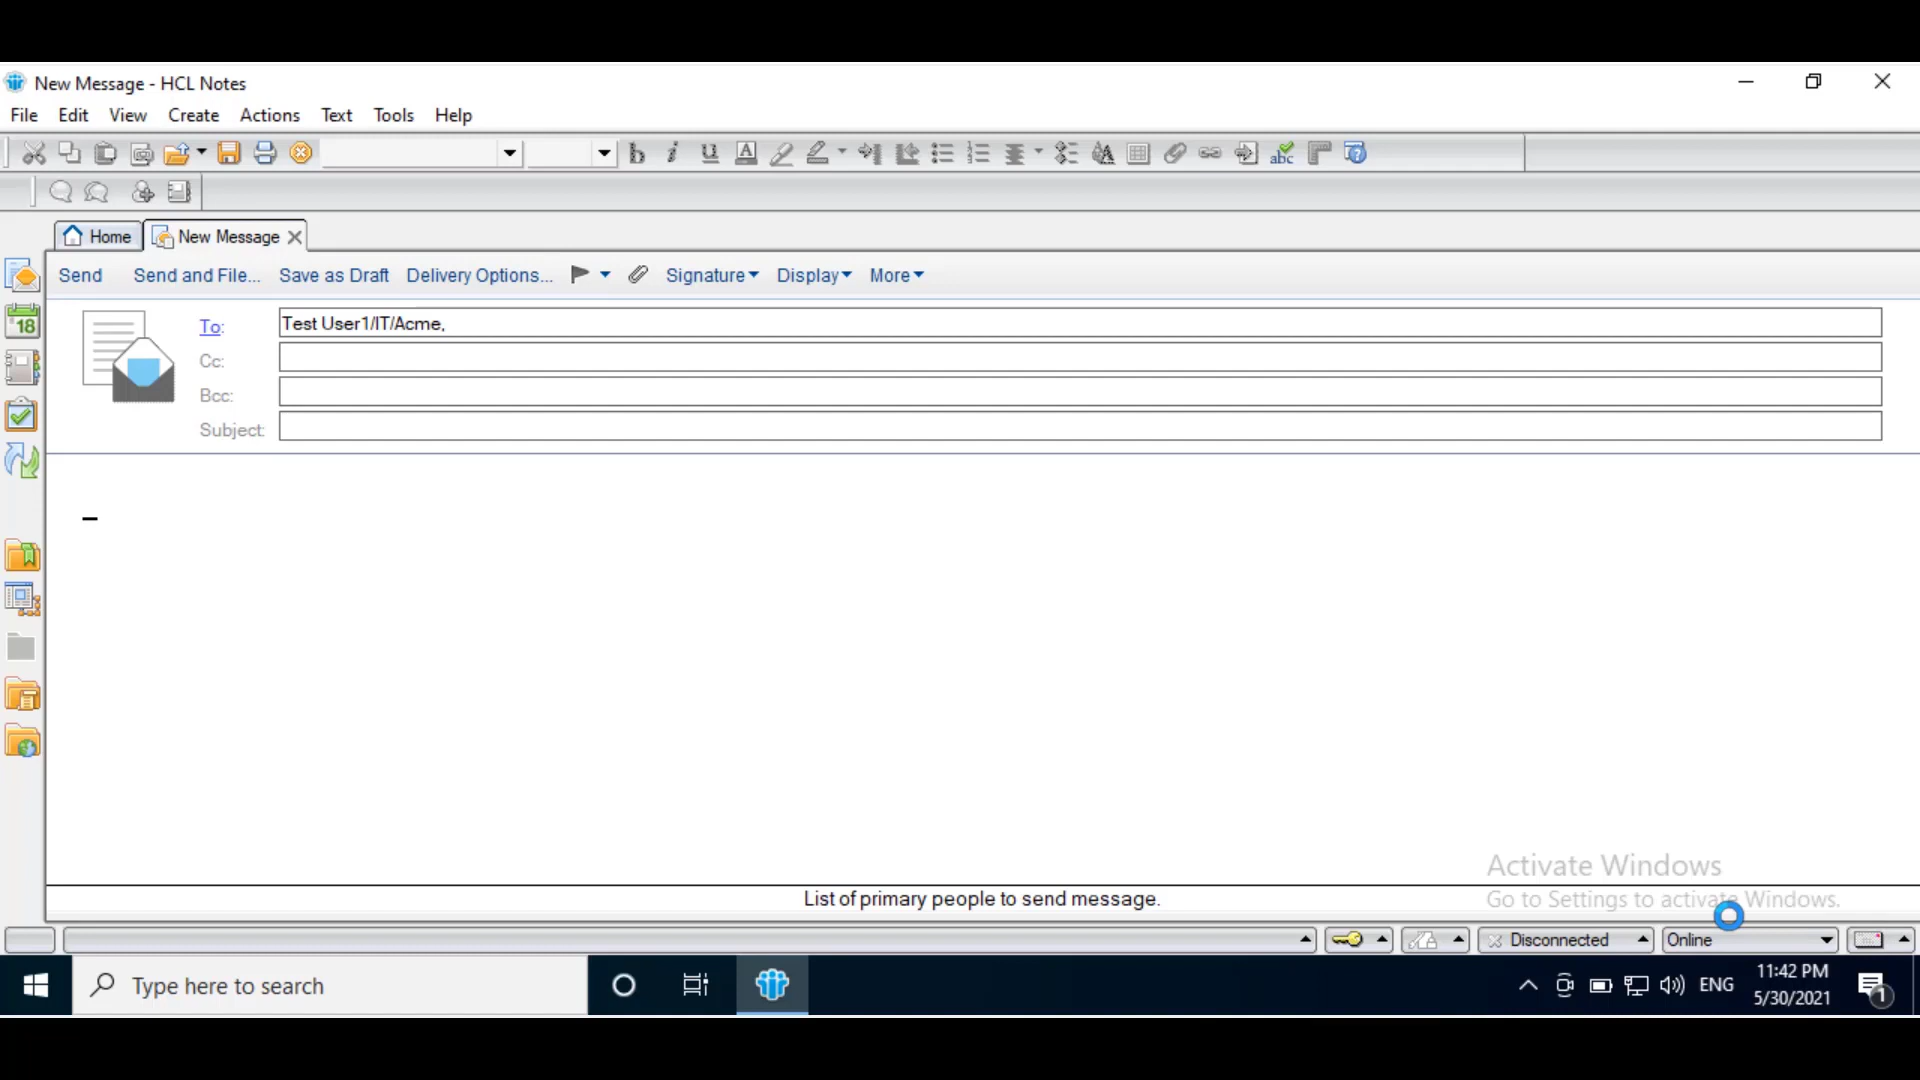 New Message - HCL Notes
File Edit View Create Actions Text Tools Help
b i U A abc
Home New Message
Send Send and File... Save as Draft Delivery Options... Signature Display More
18
To: Test User1/IT/Acme,
Cc:
Bcc:
Subject:
Activate Windows
List of primary people to send message.
Go to Settings to activate Windows.
Disconnected Online
Type here to search
ENG
11:42 PM
5/30/2021
1